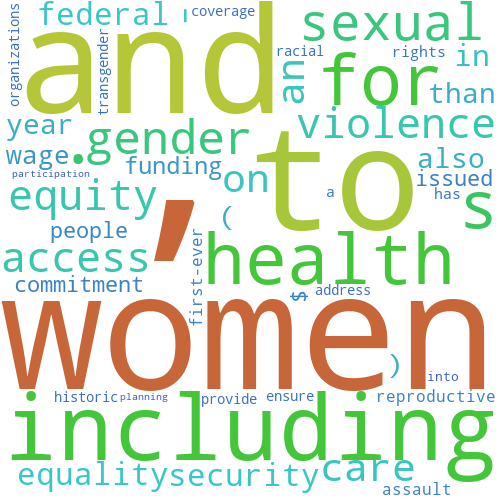 organizations
federal
'
coverage
and
transgender
sexual
racial
rights
for
in
an
than
year
gender
.
violence
wage
funding
to
also
participation
equity
on
issued
s
,
a
has
people
(
access
first-ever
health
commitment
$
address
women
)
into
historic
planning
provide
ensure
reproductive
including
equality
security
care
assault